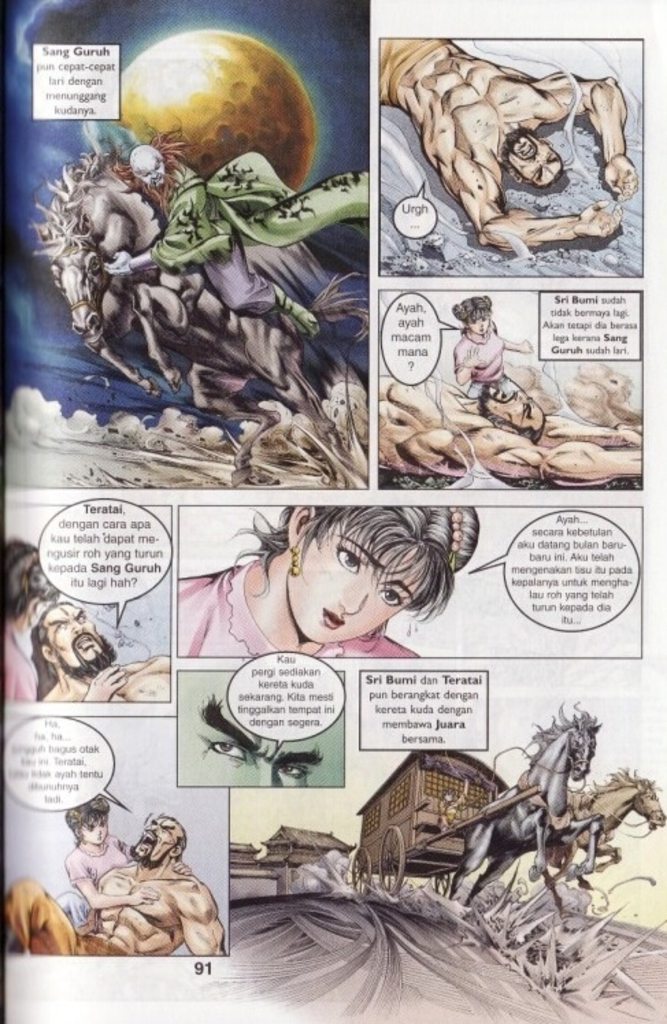 Sang Guruh
pun cepat-cepat
lari dengan
menunggang
kudanya.
Urgh
...
Ayah,
ayah
macam
mana
?
Sri Bumi sudah
tidak bermaya lagi.
Akan tetapi dia berasa
lega kerana Sang
Guruh sudah lari.
Teratai,
dengan cara apa
kau telah dapat me-
ngusir roh yang turun
kepada Sang Guruh
itu lagi hah?
Ayah...
secara kebetulan
aku datang bulan baru-
baru ini. Aku telah
mengenakan tisu itu pada
kepalanya untuk mengha-
lau roh yang telah
turun kepada dia
itu...
Kau
pergi sediakan
kereta kuda
sekarang. Kita mesti
tinggalkan tempat ini
dengan segera.
Sri Bumi dan Teratai
pun berangkat dengan
kereta kuda dengan
membawa Juara
bersama.
Ha,
ha, ha...
bagus otak
ini. Teratai,
tidak ayah tentu
dibunuhnya
tadi.
91